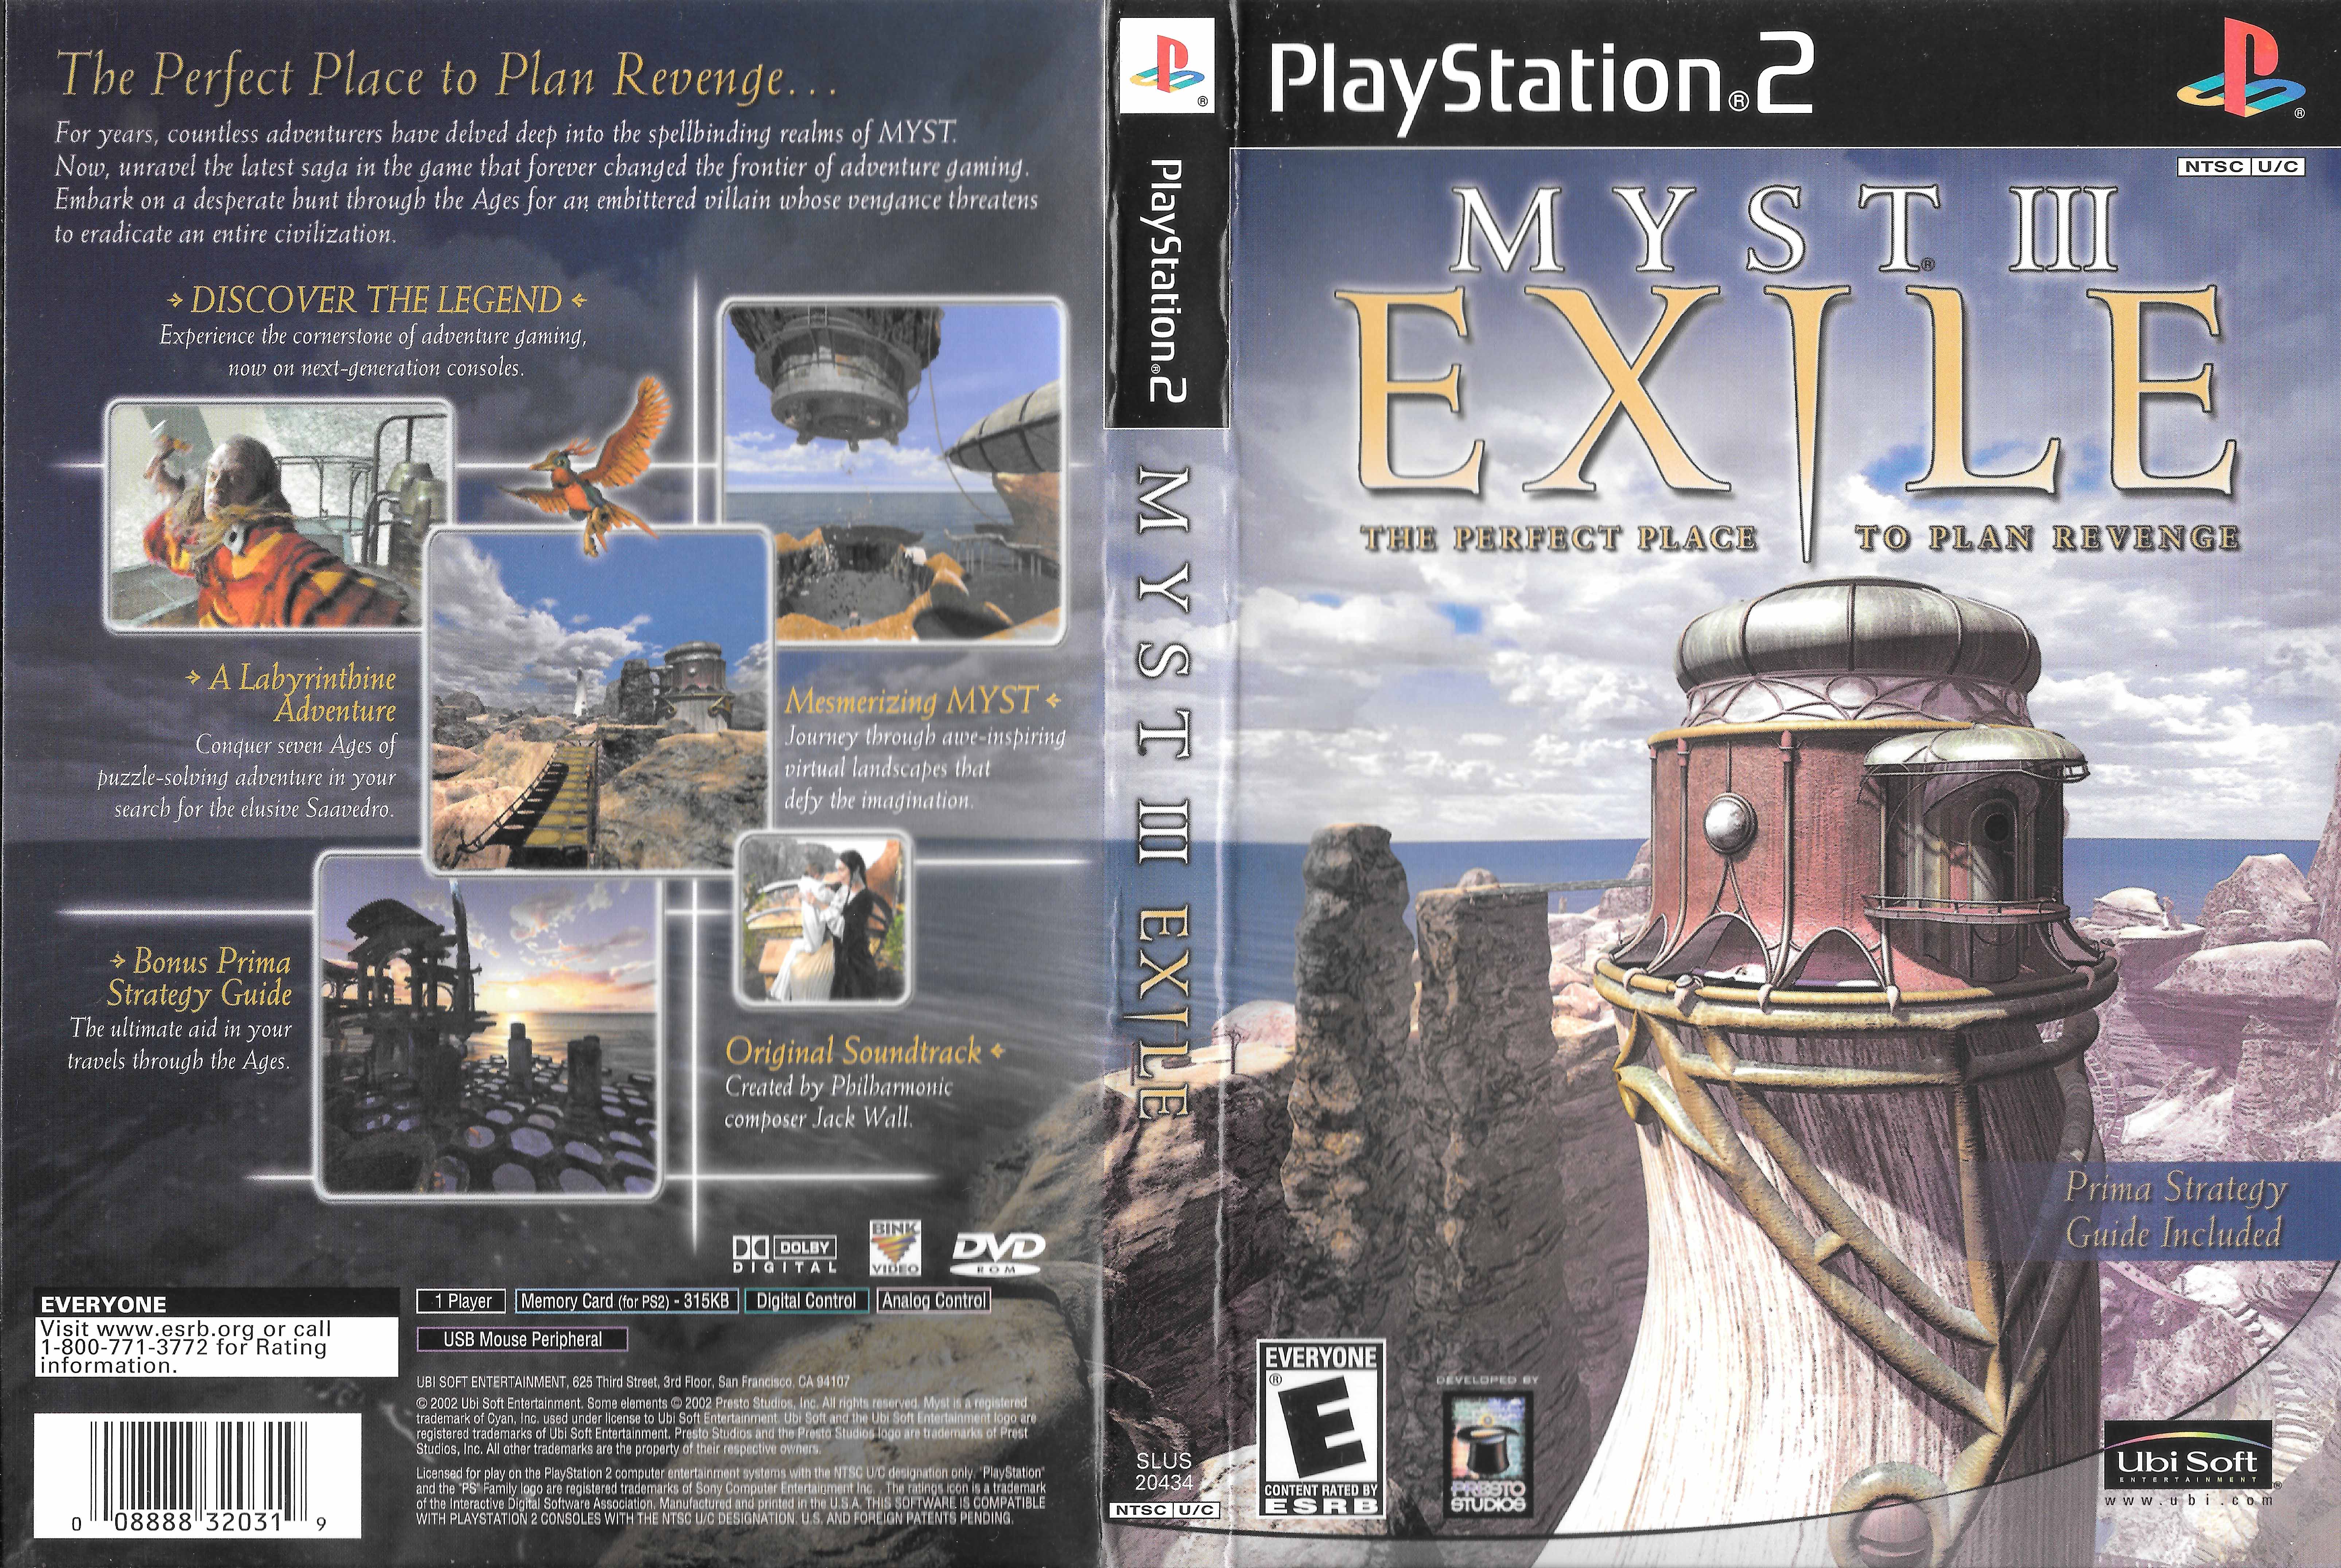 The Perfect Place to Plan Revenge...
For years, countless adventurers have delved deep into the spellbinding realms of MYST.
Now, unravel the latest saga in the game that forever changed the frontier of adventure gaming.
Embark on a desperate hunt through the Ages for an embittered villain whose vengance threatens
to eradicate an entire civilization.
DISCOVER THE LEGEND
Experience the cornerstone of adventure gaming,
now on next-generation consoles.
A Labyrinthine
Adventure
Conquer seven Ages of
puzzle-solving adventure in your
search for the elusive Saavedro.
Mesmerizing MYST
Journey through awe-inspiring
virtual landscapes that
defy the imagination.
Bonus Prima
Strategy Guide
The ultimate aid in your
travels through the Ages.
Original Soundtrack
Created by Philharmonic
composer Jack Wall.
DOLBY
DIGITAL
BINK
VIDEO
DVD
ROM
EVERYONE
Visit www.esrb.org or call
1-800-771-3772 for Rating
information.
1 Player
Memory Card (for PS2) - 315KB
Digital Control
Analog Control
USB Mouse Peripheral
UBI SOFT ENTERTAINMENT, 625 Third Street, 3rd Floor, San Francisco, CA 94107
© 2002 Ubi Soft Entertainment. Some elements © 2002 Presto Studios, Inc. All rights reserved. Myst is a registered
trademark of Cyan, Inc. used under license to Ubi Soft Entertainment. Ubi Soft and the Ubi Soft Entertainment logo are
registered trademarks of Ubi Soft Entertainment. Presto Studios and the Presto Studios logo are trademarks of Prest
Studios, Inc. All other trademarks are the property of their respective owners.
Licensed for play on the PlayStation 2 computer entertainment systems with the NTSC U/C designation only. "PlayStation"
and the "PS" Family logo are registered trademarks of Sony Computer Entertaigment Inc. . The ratings icon is a trademark
of the Interactive Digital Software Association. Manufactured and printed in the U.S.A. THIS SOFTWARE IS COMPATIBLE
WITH PLAYSTATION 2 CONSOLES WITH THE NTSC U/C DESIGNATION. U.S. AND FOREIGN PATENTS PENDING.
0 08888 32031 9
®
PlayStation®2
MYST III EXILE
SLUS
20434
NTSC U/C
PlayStation®2
®
NTSC U/C
MYST® III
EXILE
THE PERFECT PLACE TO PLAN REVENGE
Prima Strategy
Guide Included
EVERYONE
®
E
CONTENT RATED BY
ESRB
DEVELOPED BY
PRESTO
STUDIOS
Ubi Soft
ENTERTAINMENT®
www.ubi.com